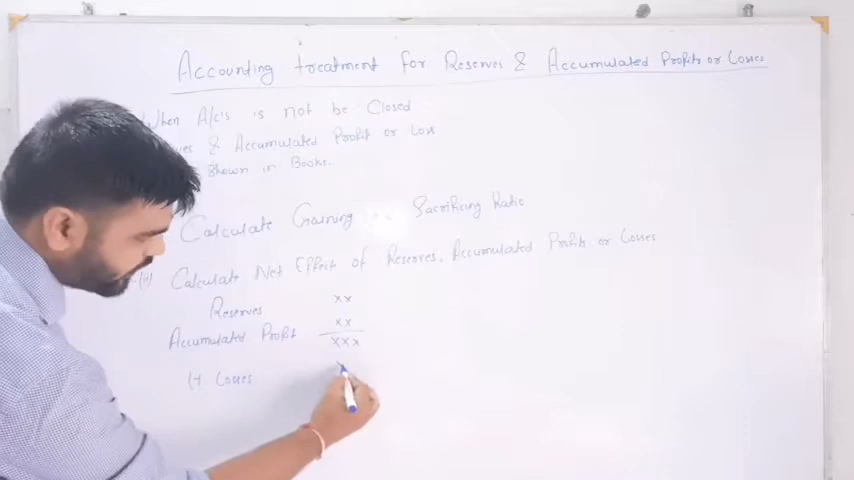 Accounting treatment for Reserves & Accumulated Profits or Losses
When A/c's is not be Closed
& Accumulated Profit or Loss
Shown in Books.
Calculate Gaining Sacrificing Ratio
(+) Calculate Net Effect of Reserves, Accumulated Profits or Losses
Reserves xx
Accumulated Profit xx
xxx
(-) Losses